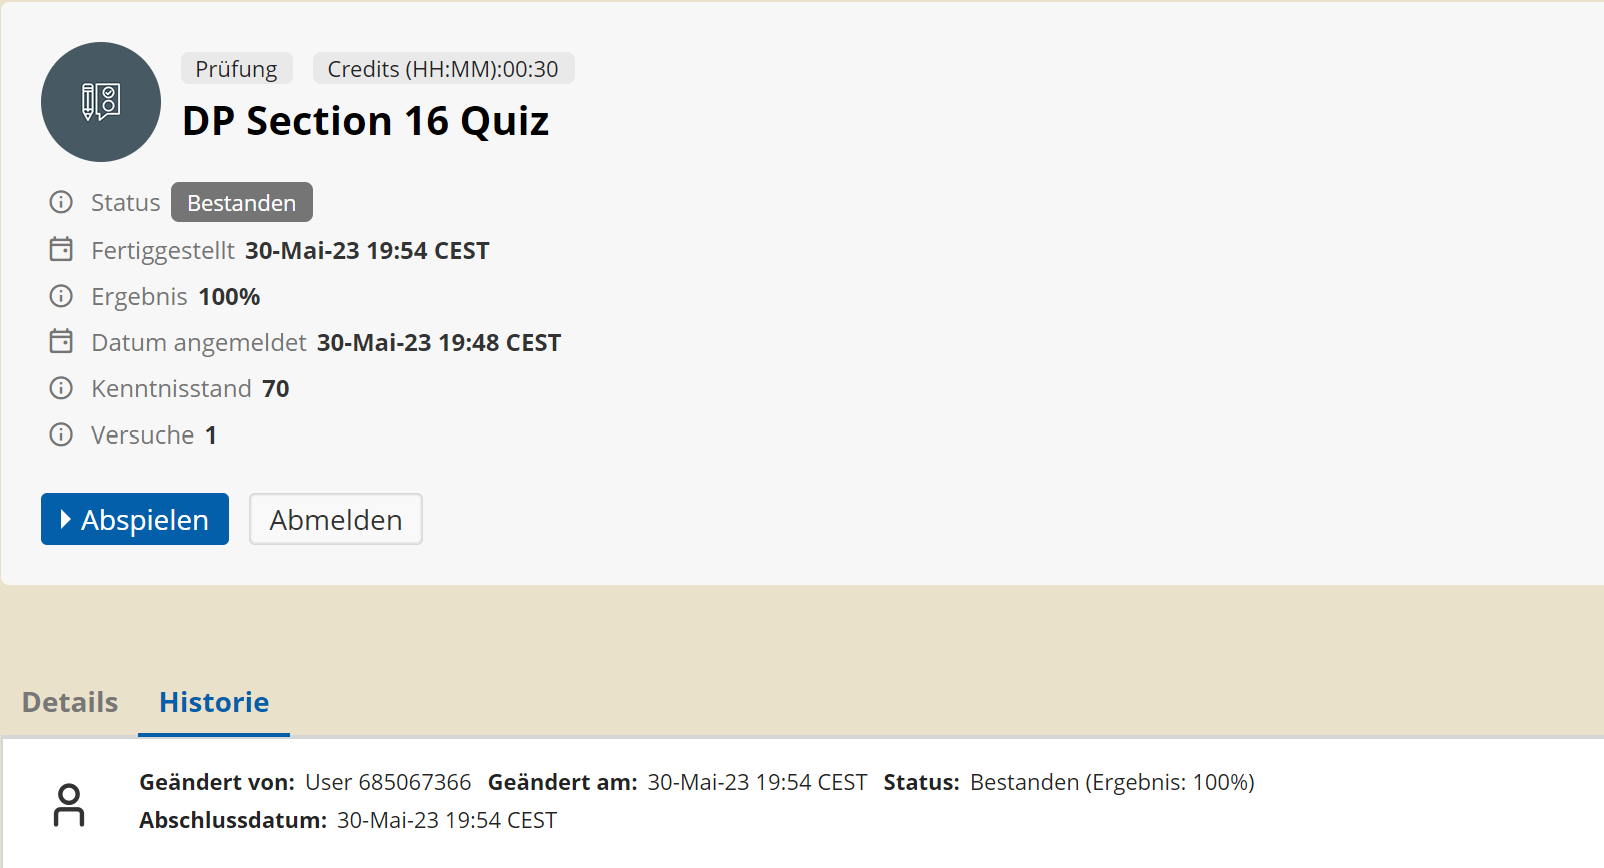 Prüfung Credits (HH:MM):00:30
DP Section 16 Quiz
Status Bestanden
Fertiggestellt 30-Mai-23 19:54 CEST
Ergebnis 100%
Datum angemeldet 30-Mai-23 19:48 CEST
Kenntnisstand 70
Versuche 1
Abspielen Abmelden
Details Historie
Geändert von: User 685067366 Geändert am: 30-Mai-23 19:54 CEST Status: Bestanden (Ergebnis: 100%)
Abschlussdatum: 30-Mai-23 19:54 CEST